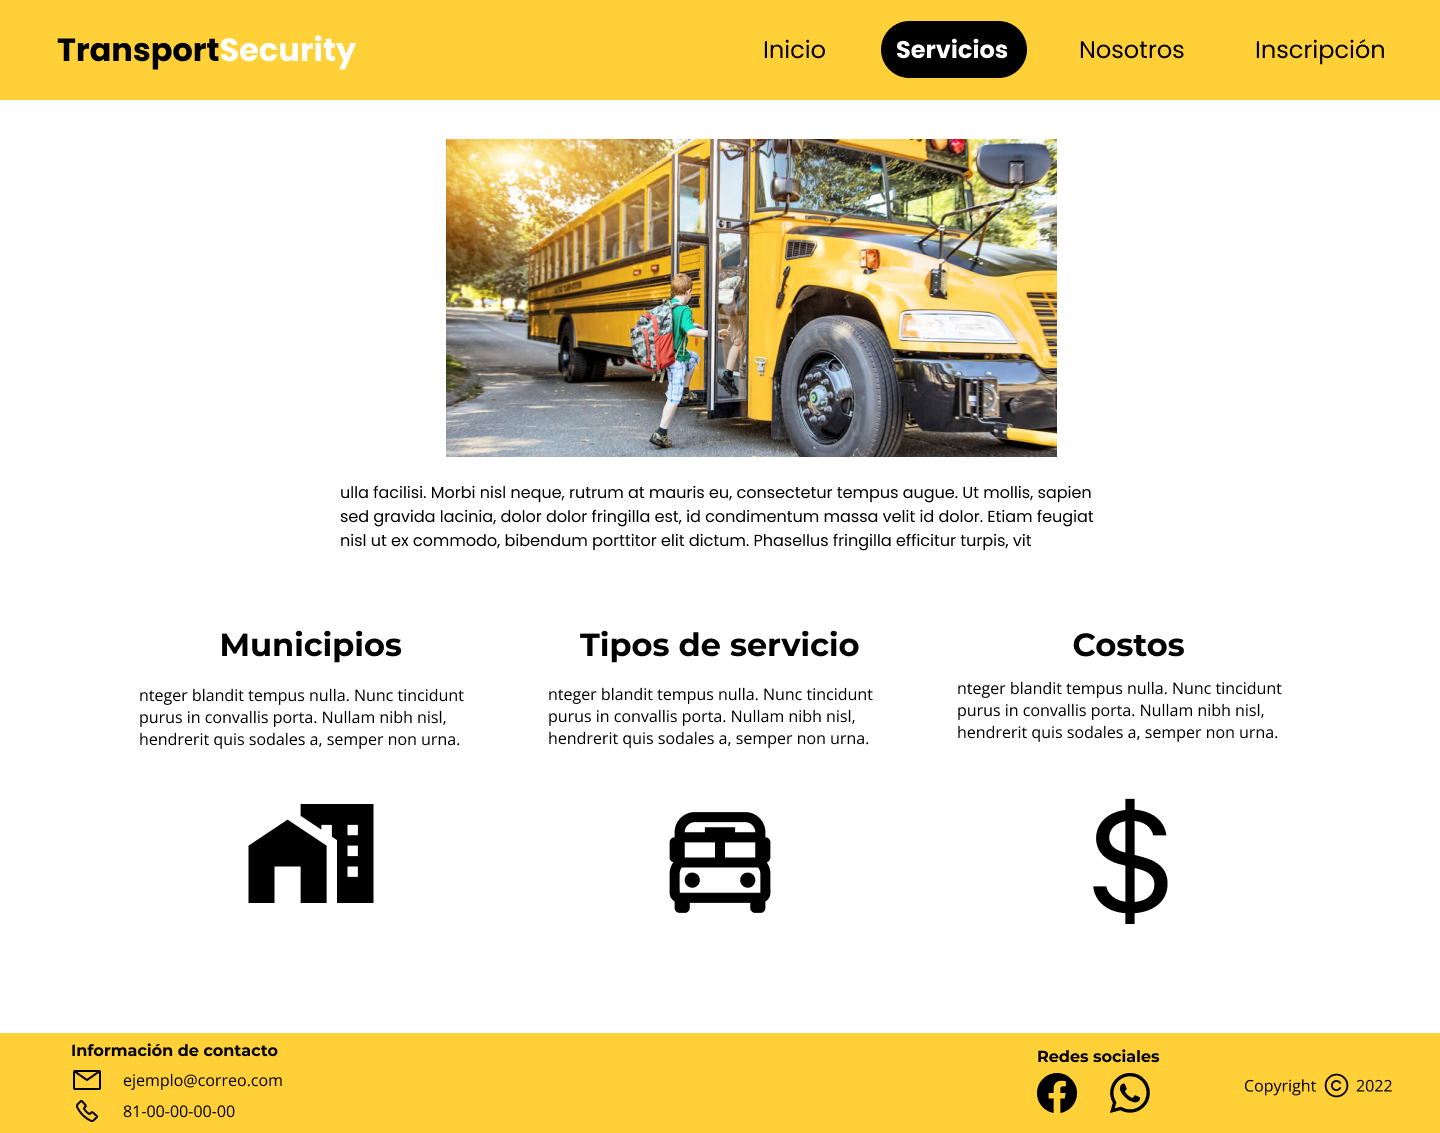 TransportSecurity
Inicio
Servicios
Nosotros
Inscripción
ulla facilisi. Morbi nisl neque, rutrum at mauris eu, consectetur tempus augue. Ut mollis, sapien
sed gravida lacinia, dolor dolor fringilla est, id condimentum massa velit id dolor. Etiam feugiat
nisl ut ex commodo, bibendum porttitor elit dictum. Phasellus fringilla efficitur turpis, vit
Municipios
nteger blandit tempus nulla. Nunc tincidunt
purus in convallis porta. Nullam nibh nisl,
hendrerit quis sodales a, semper non urna.
Tipos de servicio
nteger blandit tempus nulla. Nunc tincidunt
purus in convallis porta. Nullam nibh nisl,
hendrerit quis sodales a, semper non urna.
Costos
nteger blandit tempus nulla. Nunc tincidunt
purus in convallis porta. Nullam nibh nisl,
hendrerit quis sodales a, semper non urna.
$
Información de contacto
ejemplo@correo.com
81-00-00-00-00
Redes sociales
Copyright © 2022